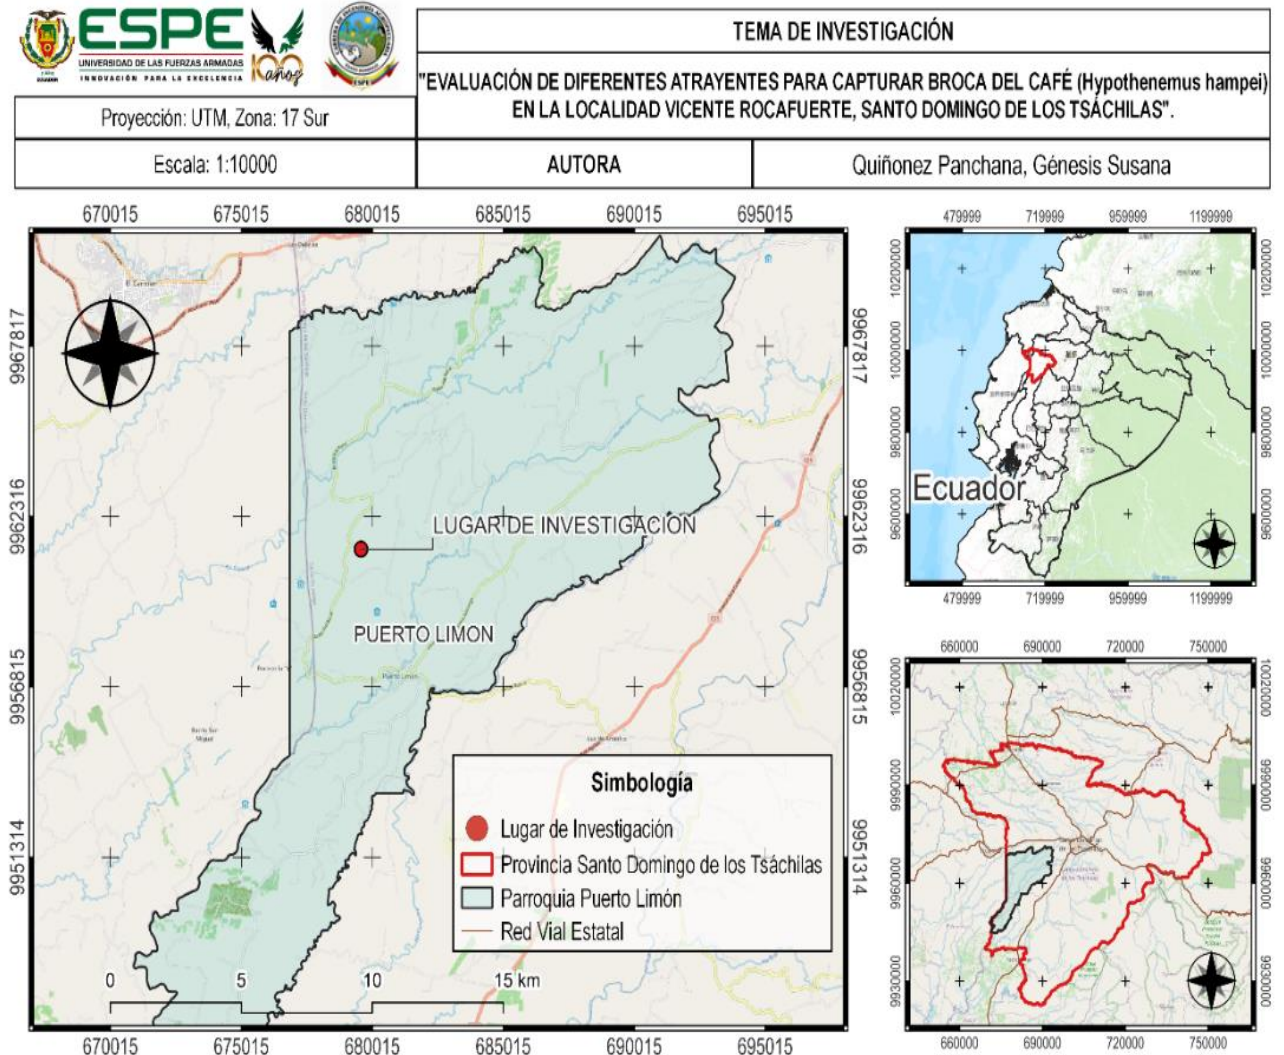 ESPE
UNIVERSIDAD DE LAS FUERZAS ARMADAS
INNOVACIÓN PARA LA EXCELENCIA
100 años
TEMA DE INVESTIGACIÓN
"EVALUACIÓN DE DIFERENTES ATRAYENTES PARA CAPTURAR BROCA DEL CAFÉ (Hypothenemus hampei)
EN LA LOCALIDAD VICENTE ROCAFUERTE, SANTO DOMINGO DE LOS TSÁCHILAS".
Proyección: UTM, Zona: 17 Sur
Escala: 1:10000
AUTORA
Quiñonez Panchana, Génesis Susana
670015 675015 680015 685015 690015 695015
9967817
9962316
9956815
9951314
El Carmen
LUGAR DE INVESTIGACIÓN
PUERTO LIMON
Puerto Limón
Simbología
Lugar de Investigación
Provincia Santo Domingo de los Tsáchilas
Parroquia Puerto Limón
Red Vial Estatal
0 5 10 15 km
9967817
9962316
9956815
9951314
670015 675015 680015 685015 690015 695015
479999 719999 959999 1199999
10200000
10000000
9800000
9600000
Ecuador
10200000
10000000
9800000
9600000
479999 719999 959999 1199999
660000 690000 720000 750000
10020000
9990000
9960000
9930000
10020000
9990000
9960000
9930000
660000 690000 720000 750000